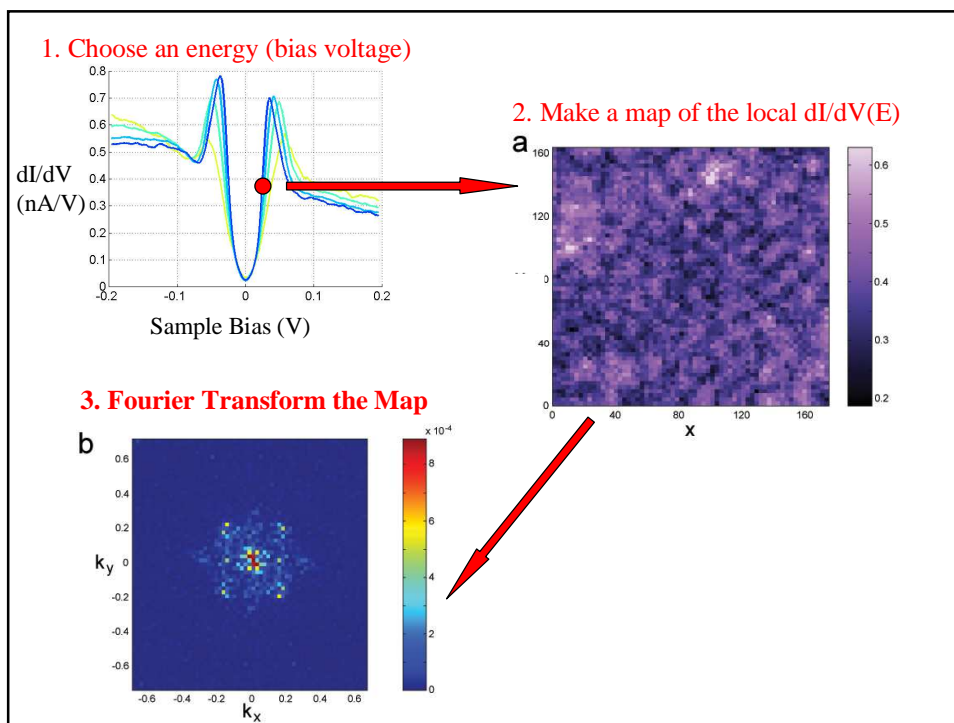 1. Choose an energy (bias voltage)
0.8
0.7
0.6
0.5
0.4
0.3
0.2
0.1
0
dI/dV
(nA/V)
-0.2 -0.1 0 0.1 0.2
Sample Bias (V)
2. Make a map of the local dI/dV(E)
a
160
120
80
40
0
0 40 80 120 160
x
0.6
0.5
0.4
0.3
0.2
3. Fourier Transform the Map
b
0.6
0.4
0.2
0
-0.2
-0.4
-0.6
ky
-0.6 -0.4 -0.2 0 0.2 0.4 0.6
kx
x 10-4
8
6
4
2
0